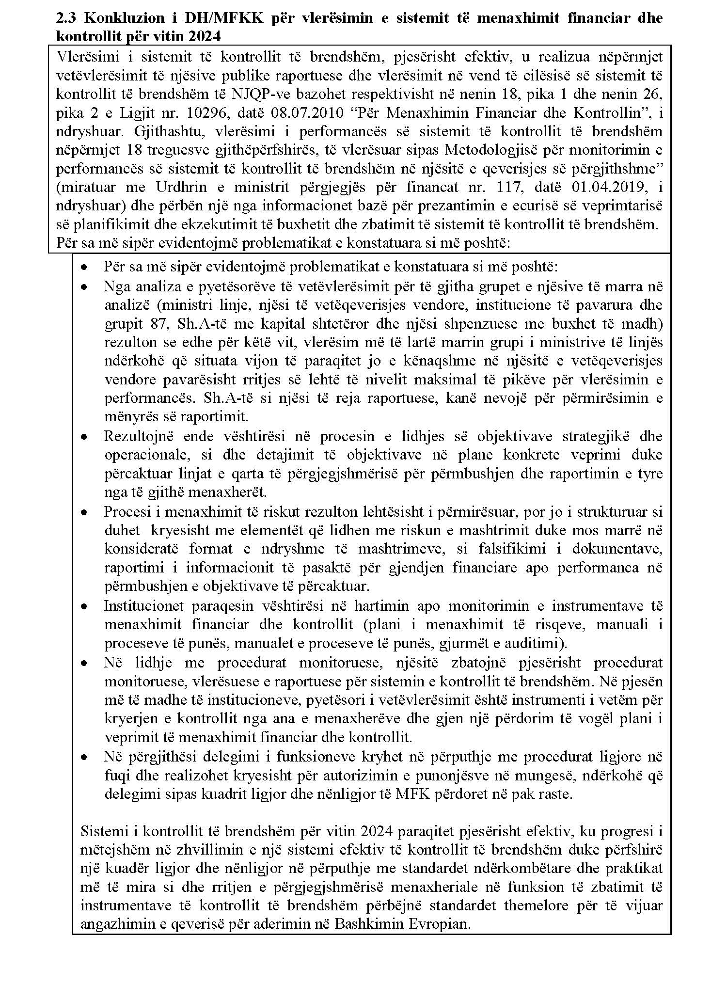 2.3 Konkluzion i DH/MFKK për vlerësimin e sistemit të menaxhimit financiar dhe
kontrollit për vitin 2024
Vlerësimi i sistemit të kontrollit të brendshëm, pjesërisht efektiv, u realizua nëpërmjet
vetëvlerësimit të njësive publike raportuese dhe vlerësimit në vend të cilësisë së sistemit të
kontrollit të brendshëm të NJQP-ve bazohet respektivisht në nenin 18, pika 1 dhe nenin 26,
pika 2 e Ligjit nr. 10296, datë 08.07.2010 “Për Menaxhimin Financiar dhe Kontrollin”, i
ndryshuar. Gjithashtu, vlerësimi i performancës së sistemit të kontrollit të brendshëm
nëpërmjet 18 treguesve gjithëpërfshirës, të vlerësuar sipas Metodologjisë për monitorimin e
performancës së sistemit të kontrollit të brendshëm në njësitë e qeverisjes së përgjithshme”
(miratuar me Urdhrin e ministrit përgjegjës për financat nr. 117, datë 01.04.2019, i
ndryshuar) dhe përbën një nga informacionet bazë për prezantimin e ecurisë së veprimtarisë
së planifikimit dhe ekzekutimit të buxhetit dhe zbatimit të sistemit të kontrollit të brendshëm.
Për sa më sipër evidentojmë problematikat e konstatuara si më poshtë:
• Për sa më sipër evidentojmë problematikat e konstatuara si më poshtë:
• Nga analiza e pyetësorëve të vetëvlerësimit për të gjitha grupet e njësive të marra në
analizë (ministri linje, njësi të vetëqeverisjes vendore, institucione të pavarura dhe
grupit 87, Sh.A-të me kapital shtetëror dhe njësi shpenzuese me buxhet të madh)
rezulton se edhe për këtë vit, vlerësim më të lartë marrin grupi i ministrive të linjës
ndërkohë që situata vijon të paraqitet jo e kënaqshme në njësitë e vetëqeverisjes
vendore pavarësisht rritjes së lehtë të nivelit maksimal të pikëve për vlerësimin e
performancës. Sh.A-të si njësi të reja raportuese, kanë nevojë për përmirësimin e
mënyrës së raportimit.
• Rezultojnë ende vështirësi në procesin e lidhjes së objektivave strategjikë dhe
operacionale, si dhe detajimit të objektivave në plane konkrete veprimi duke
përcaktuar linjat e qarta të përgjegjshmërisë për përmbushjen dhe raportimin e tyre
nga të gjithë menaxherët.
• Procesi i menaxhimit të riskut rezulton lehtësisht i përmirësuar, por jo i strukturuar si
duhet  kryesisht me elementët që lidhen me riskun e mashtrimit duke mos marrë në
konsideratë format e ndryshme të mashtrimeve, si falsifikimi i dokumentave,
raportimi i informacionit të pasaktë për gjendjen financiare apo performanca në
përmbushjen e objektivave të përcaktuar.
• Institucionet paraqesin vështirësi në hartimin apo monitorimin e instrumentave të
menaxhimit financiar dhe kontrollit (plani i menaxhimit të risqeve, manuali i
proceseve të punës, manualet e proceseve të punës, gjurmët e auditimi).
• Në lidhje me procedurat monitoruese, njësitë zbatojnë pjesërisht procedurat
monitoruese, vlerësuese e raportuese për sistemin e kontrollit të brendshëm. Në pjesën
më të madhe të institucioneve, pyetësori i vetëvlerësimit është instrumenti i vetëm për
kryerjen e kontrollit nga ana e menaxherëve dhe gjen një përdorim të vogël plani i
veprimit të menaxhimit financiar dhe kontrollit.
• Në përgjithësi delegimi i funksioneve kryhet në përputhje me procedurat ligjore në
fuqi dhe realizohet kryesisht për autorizimin e punonjësve në mungesë, ndërkohë që
delegimi sipas kuadrit ligjor dhe nënligjor të MFK përdoret në pak raste.
Sistemi i kontrollit të brendshëm për vitin 2024 paraqitet pjesërisht efektiv, ku progresi i
mëtejshëm në zhvillimin e një sistemi efektiv të kontrollit të brendshëm duke përfshirë
një kuadër ligjor dhe nënligjor në përputhje me standardet ndërkombëtare dhe praktikat
më të mira si dhe rritjen e përgjegjshmërisë menaxheriale në funksion të zbatimit të
instrumentave të kontrollit të brendshëm përbëjnë standardet themelore për të vijuar
angazhimin e qeverisë për aderimin në Bashkimin Evropian.